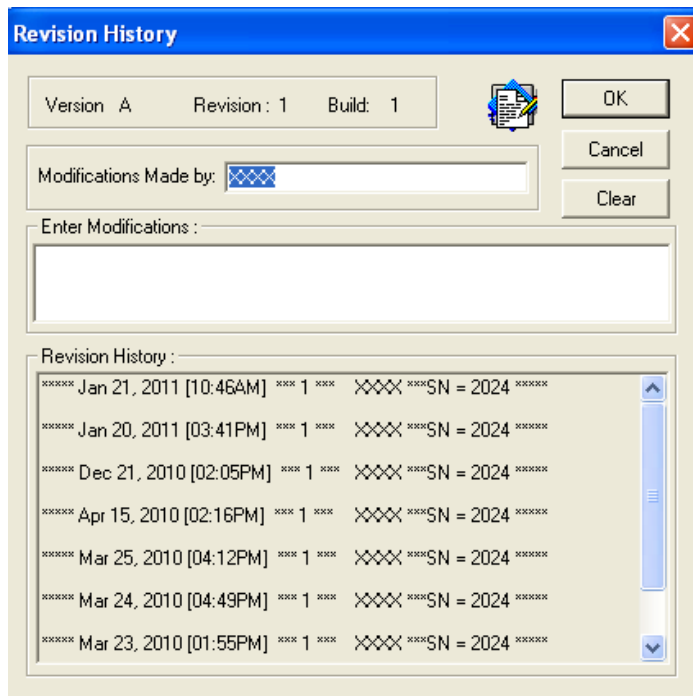 Revision History
Version A Revision : 1 Build: 1
OK
Cancel
Modifications Made by: XXXX
Clear
Enter Modifications :
Revision History :
***** Jan 21, 2011 [10:46AM] *** 1 *** XXXX ***SN = 2024 *****
***** Jan 20, 2011 [03:41PM] *** 1 *** XXXX ***SN = 2024 *****
***** Dec 21, 2010 [02:05PM] *** 1 *** XXXX ***SN = 2024 *****
***** Apr 15, 2010 [02:16PM] *** 1 *** XXXX ***SN = 2024 *****
***** Mar 25, 2010 [04:12PM] *** 1 *** XXXX ***SN = 2024 *****
***** Mar 24, 2010 [04:49PM] *** 1 *** XXXX ***SN = 2024 *****
***** Mar 23, 2010 [01:55PM] *** 1 *** XXXX ***SN = 2024 *****